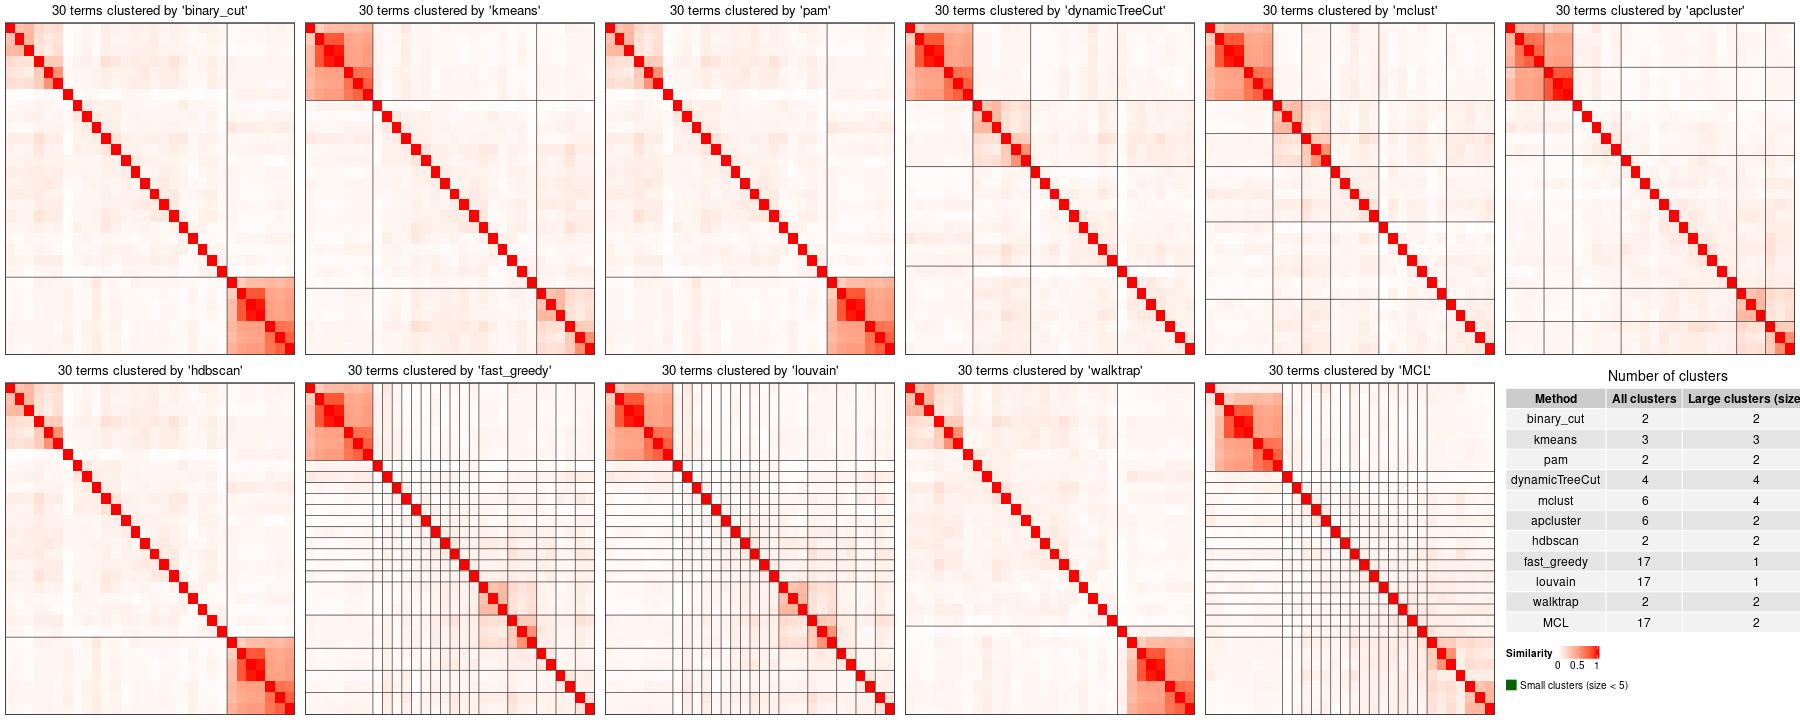 30 terms clustered by 'binary_cut'
30 terms clustered by 'kmeans'
30 terms clustered by 'pam'
30 terms clustered by 'dynamicTreeCut'
30 terms clustered by 'mclust'
30 terms clustered by 'apcluster'
30 terms clustered by 'hdbscan'
30 terms clustered by 'fast_greedy'
30 terms clustered by 'louvain'
30 terms clustered by 'walktrap'
30 terms clustered by 'MCL'
Number of clusters
Method All clusters Large clusters (size
binary_cut 2 2
kmeans 3 3
pam 2 2
dynamicTreeCut 4 4
mclust 6 4
apcluster 6 2
hdbscan 2 2
fast_greedy 17 1
louvain 17 1
walktrap 2 2
MCL 17 2
Similarity
0 0.5 1
Small clusters (size < 5)